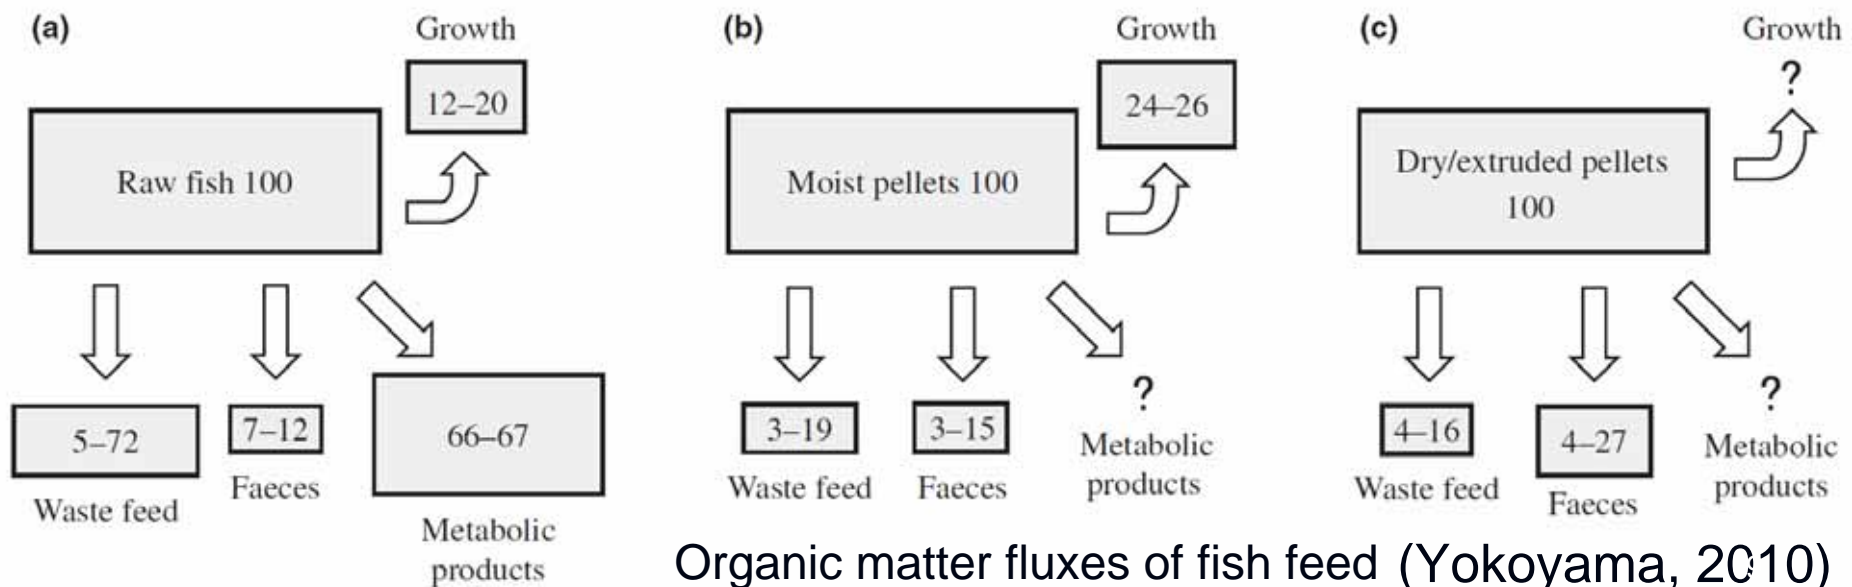 (a)
Growth
12–20
Raw fish 100
5–72
Waste feed
7–12
Faeces
66–67
Metabolic
products
(b)
Growth
24–26
Moist pellets 100
3–19
Waste feed
3–15
Faeces
?
Metabolic
products
(c)
Growth
?
Dry/extruded pellets
100
4–16
Waste feed
4–27
Faeces
?
Metabolic
products
Organic matter fluxes of fish feed (Yokoyama, 2010)